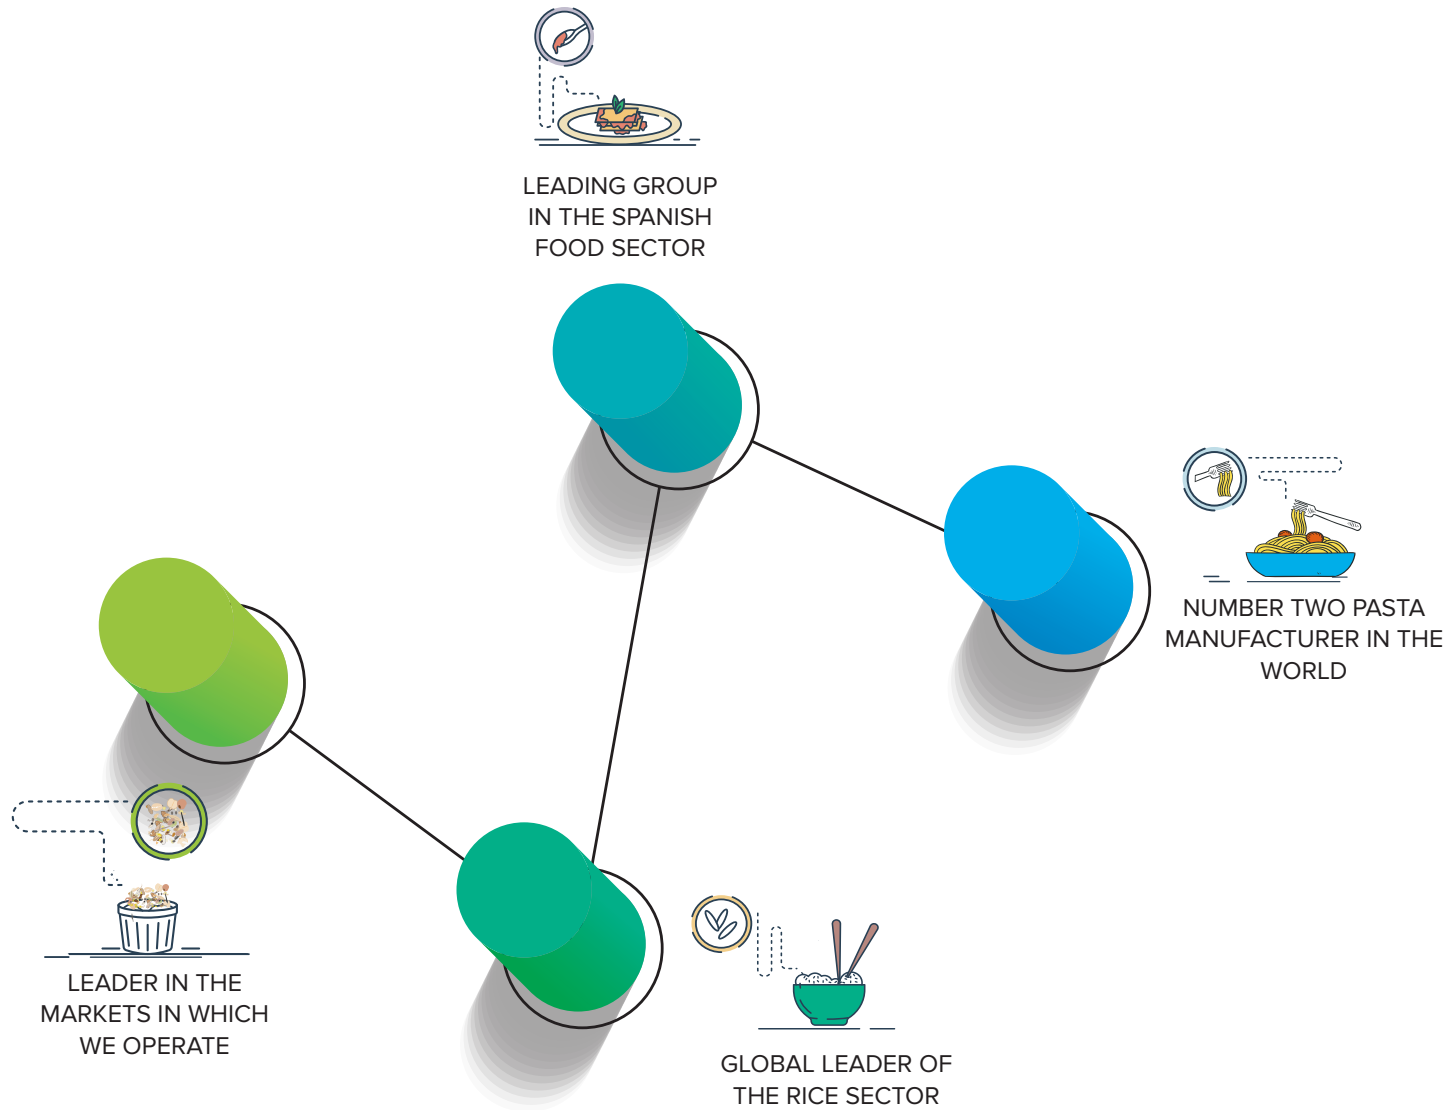 LEADING GROUP
IN THE SPANISH
FOOD SECTOR
NUMBER TWO PASTA
MANUFACTURER IN THE
WORLD
LEADER IN THE
MARKETS IN WHICH
WE OPERATE
GLOBAL LEADER OF
THE RICE SECTOR